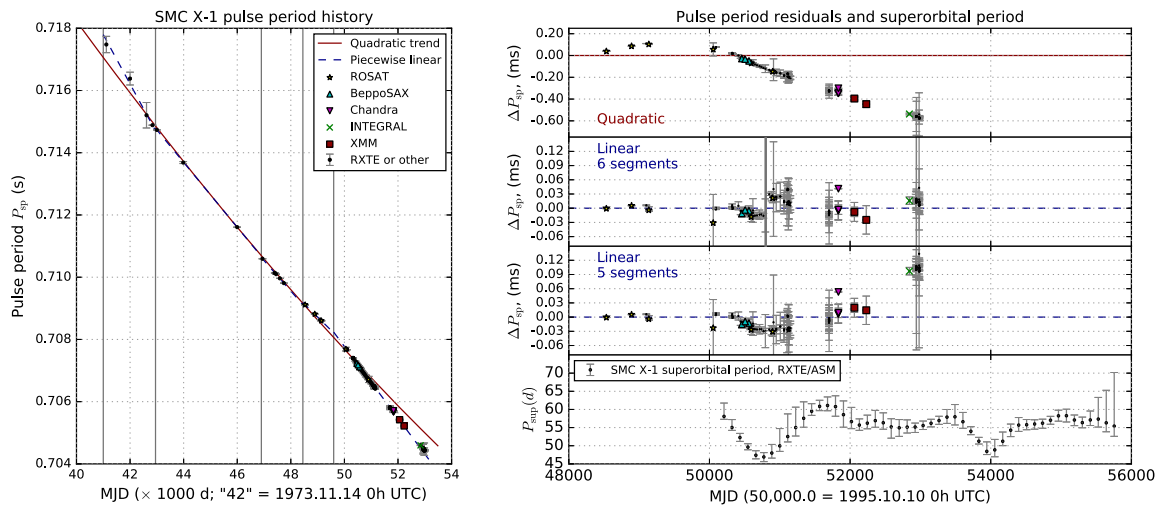 SMC X-1 pulse period history
Pulse period P_sp (s)
0.718
0.716
0.714
0.712
0.710
0.708
0.706
0.704
Quadratic trend
Piecewise linear
ROSAT
BeppoSAX
Chandra
INTEGRAL
XMM
RXTE or other
40 42 44 46 48 50 52 54
MJD (× 1000 d; "42" = 1973.11.14 0h UTC)
Pulse period residuals and superorbital period
ΔP_sp, (ms)
0.20
0.00
-0.20
-0.40
-0.60
Quadratic
ΔP_sp, (ms)
0.12
0.09
0.06
0.03
0.00
-0.03
-0.06
Linear
6 segments
ΔP_sp, (ms)
0.12
0.09
0.06
0.03
0.00
-0.03
-0.06
Linear
5 segments
P_sup(d)
70
65
60
55
50
45
SMC X-1 superorbital period, RXTE/ASM
48000 50000 52000 54000 56000
MJD (50,000.0 = 1995.10.10 0h UTC)